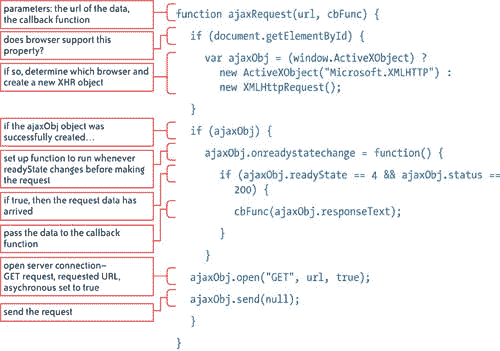 parameters: the url of the data,
the callback function
function ajaxRequest(url, cbFunc) {
does browser support this
property?
if (document.getElementById) {
if so, determine which browser and
create a new XHR object
var ajaxObj = (window.ActiveXObject) ?
new ActiveXObject("Microsoft.XMLHTTP") :
new XMLHttpRequest();
}
if the ajaxObj object was
successfully created...
if (ajaxObj) {
set up function to run whenever
readyState changes before making
the request
ajaxObj.onreadystatechange = function() {
if true, then the request data has
arrived
if (ajaxObj.readyState == 4 && ajaxObj.status ==
200) {
pass the data to the callback
function
cbFunc(ajaxObj.responseText);
}
}
open server connection–
GET request, requested URL,
asychronous set to true
ajaxObj.open("GET", url, true);
send the request
ajaxObj.send(null);
}
}